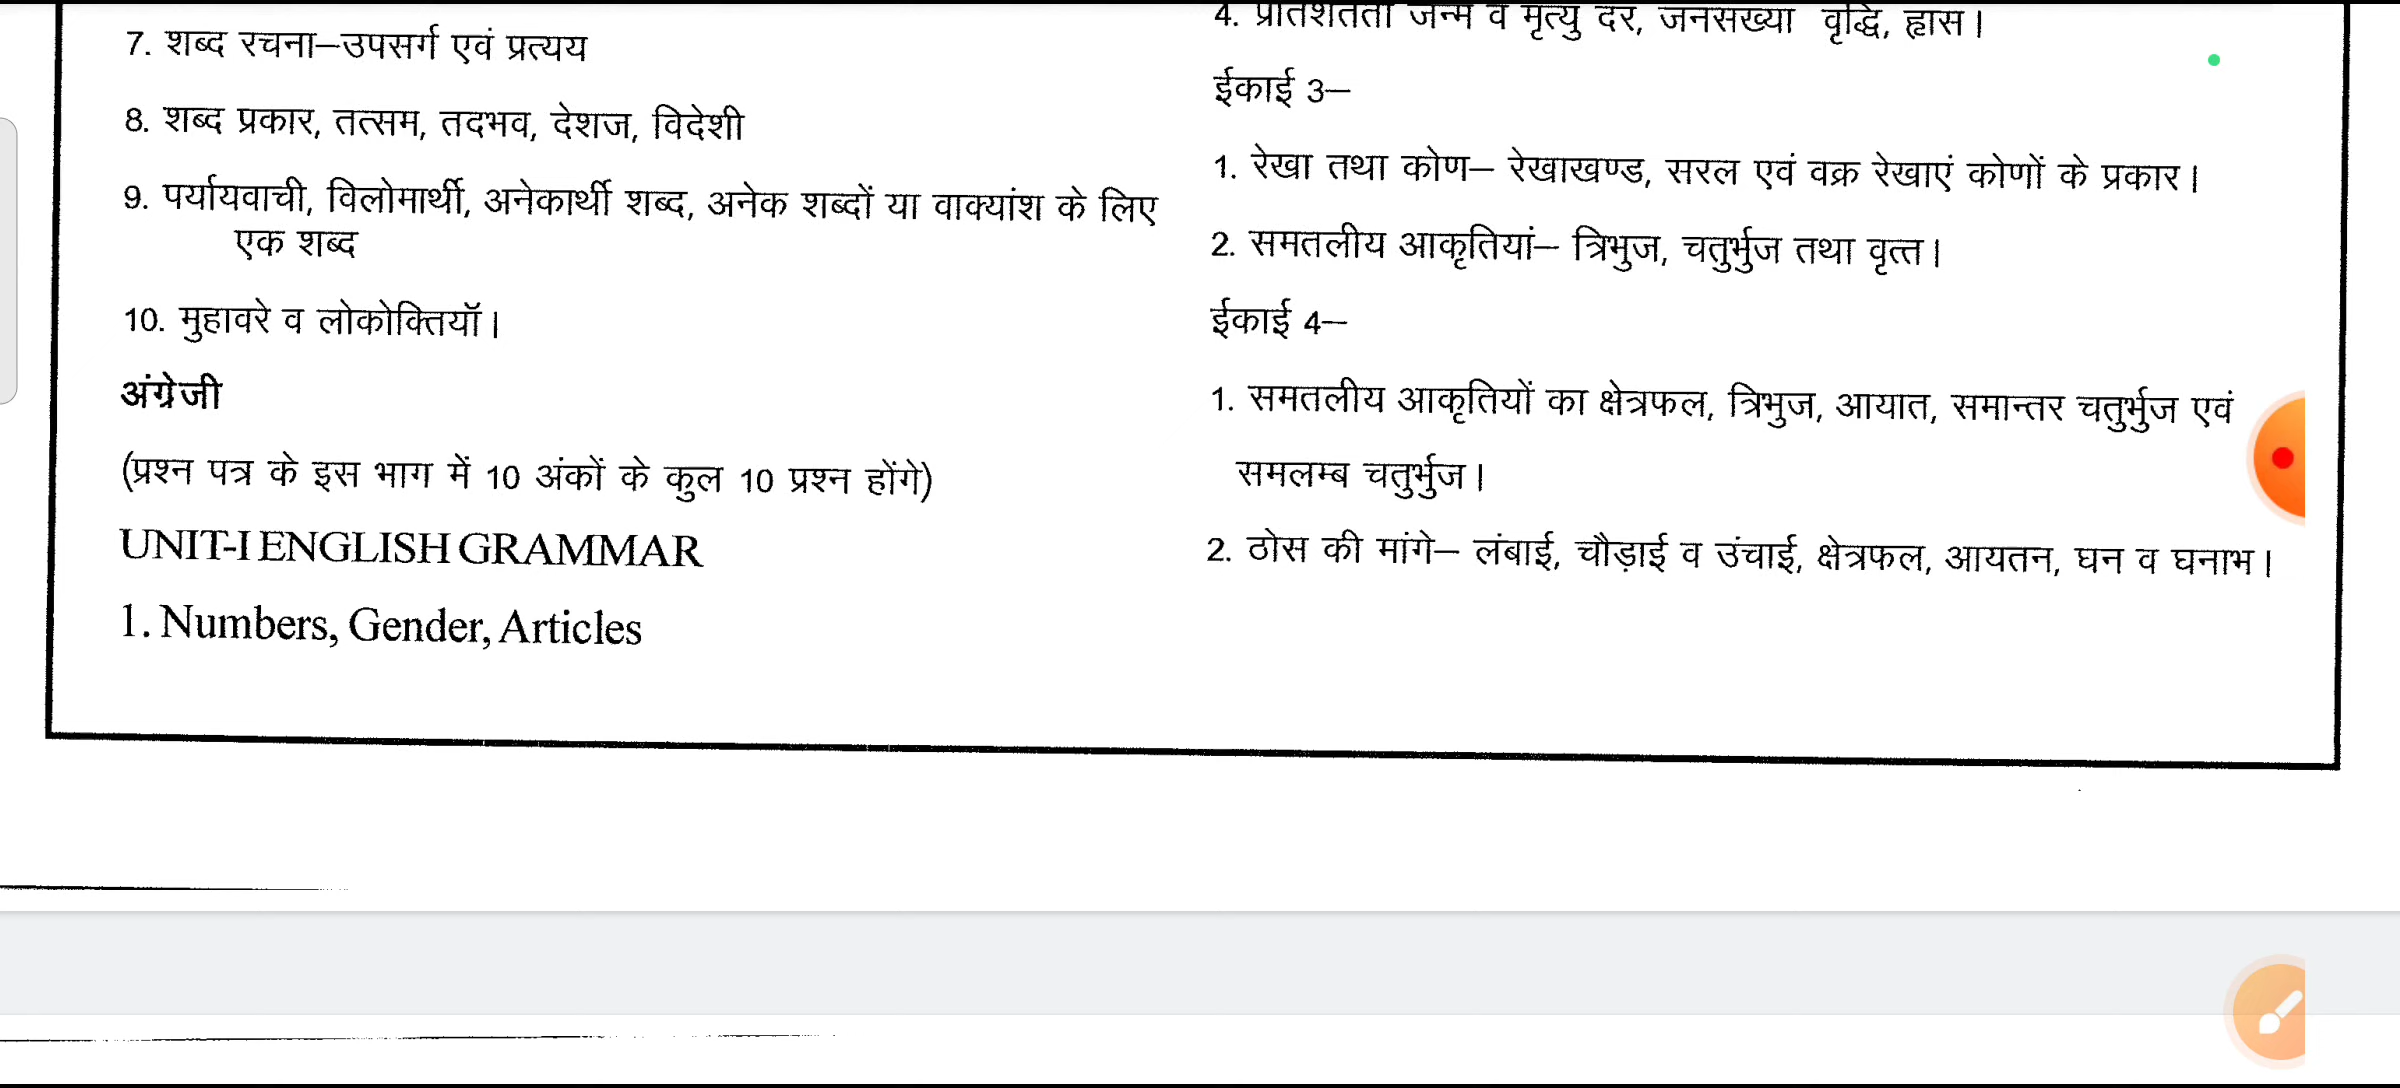 7. शब्द रचना–उपसर्ग एवं प्रत्यय
8. शब्द प्रकार, तत्सम, तदभव, देशज, विदेशी
9. पर्यायवाची, विलोमार्थी, अनेकार्थी शब्द, अनेक शब्दों या वाक्यांश के लिए
एक शब्द
10. मुहावरे व लोकोक्तियॉ।
अंग्रेजी
(प्रश्न पत्र के इस भाग में 10 अंकों के कुल 10 प्रश्न होंगे)
UNIT-I ENGLISH GRAMMAR
1. Numbers, Gender, Articles
4. प्रतिशतता जन्म व मृत्यु दर, जनसंख्या वृद्धि, ह्रास।
ईकाई 3–
1. रेखा तथा कोण– रेखाखण्ड, सरल एवं वक्र रेखाएं कोणों के प्रकार।
2. समतलीय आकृतियां– त्रिभुज, चतुर्भुज तथा वृत्त।
ईकाई 4–
1. समतलीय आकृतियों का क्षेत्रफल, त्रिभुज, आयात, समान्तर चतुर्भुज एवं
समलम्ब चतुर्भुज।
2. ठोस की मांगे– लंबाई, चौड़ाई व उंचाई, क्षेत्रफल, आयतन, घन व घनाभ।